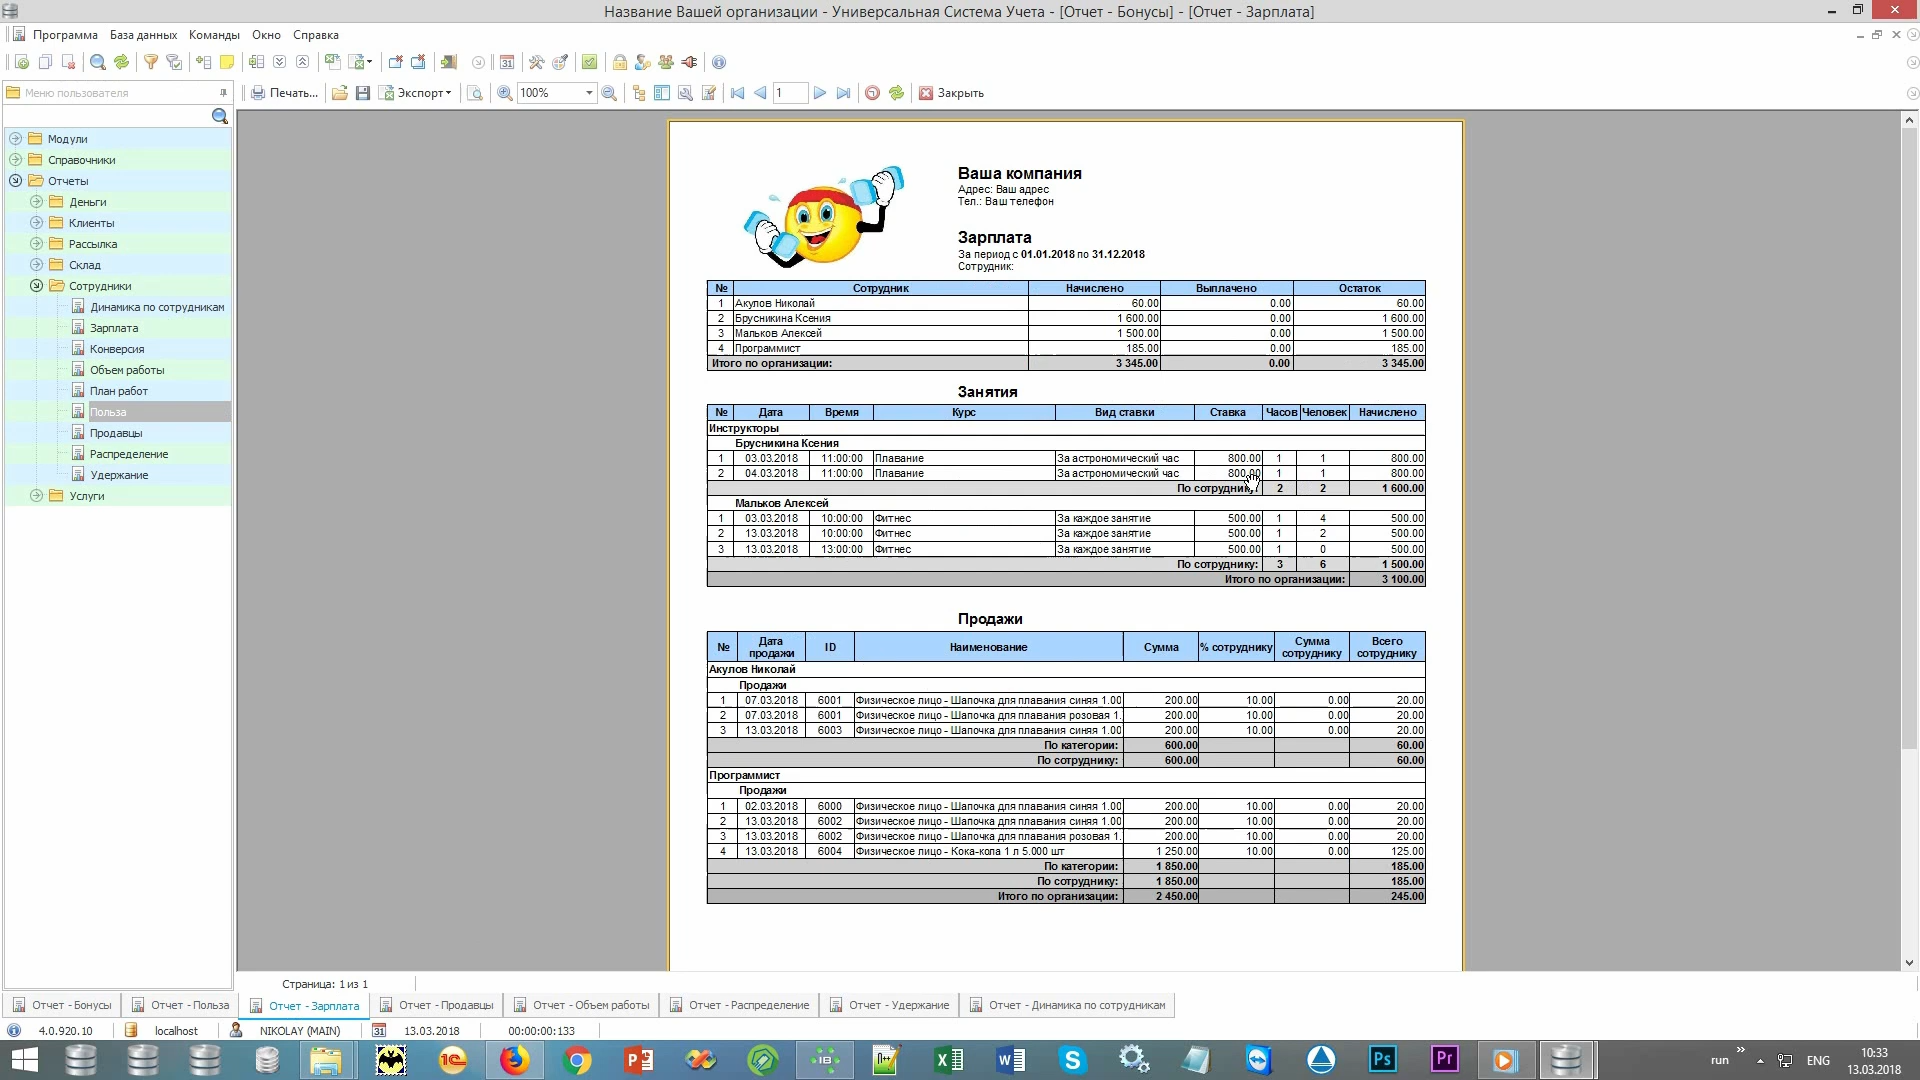 Название Вашей организации - Универсальная Система Учета - [Отчет - Бонусы] - [Отчет - Зарплата]
Программа База данных Команды Окно Справка
Меню пользователя
Печать... Экспорт 100% 1 Закрыть
Модули
Справочники
Отчеты
Деньги
Клиенты
Рассылка
Склад
Сотрудники
Динамика по сотрудникам
Зарплата
Конверсия
Объем работы
План работ
Польза
Продавцы
Распределение
Удержание
Услуги
Ваша компания
Адрес: Ваш адрес
Тел.: Ваш телефон
Зарплата
За период с 01.01.2018 по 31.12.2018
Сотрудник:
№ Сотрудник Начислено Выплачено Остаток
1 Акулов Николай 60.00 0.00 60.00
2 Брусникина Ксения 1 600.00 0.00 1 600.00
3 Мальков Алексей 1 500.00 0.00 1 500.00
4 Программист 185.00 0.00 185.00
Итого по организации: 3 345.00 0.00 3 345.00
Занятия
№ Дата Время Курс Вид ставки Ставка Часов Человек Начислено
Инструкторы
Брусникина Ксения
1 03.03.2018 11:00:00 Плавание За астрономический час 800.00 1 1 800.00
2 04.03.2018 11:00:00 Плавание За астрономический час 800.00 1 1 800.00
По сотруднику: 2 2 1 600.00
Мальков Алексей
1 03.03.2018 10:00:00 Фитнес За каждое занятие 500.00 1 4 500.00
2 13.03.2018 10:00:00 Фитнес За каждое занятие 500.00 1 2 500.00
3 13.03.2018 13:00:00 Фитнес За каждое занятие 500.00 1 0 500.00
По сотруднику: 3 6 1 500.00
Итого по организации: 3 100.00
Продажи
№ Дата продажи ID Наименование Сумма % сотруднику Сумма сотруднику Всего сотруднику
Акулов Николай
Продажи
1 07.03.2018 6001 Физическое лицо - Шапочка для плавания синяя 1.00 200.00 10.00 0.00 20.00
2 07.03.2018 6001 Физическое лицо - Шапочка для плавания розовая 1. 200.00 10.00 0.00 20.00
3 13.03.2018 6003 Физическое лицо - Шапочка для плавания синяя 1.00 200.00 10.00 0.00 20.00
По категории: 600.00 60.00
По сотруднику: 600.00 60.00
Программист
Продажи
1 02.03.2018 6000 Физическое лицо - Шапочка для плавания синяя 1.00 200.00 10.00 0.00 20.00
2 13.03.2018 6002 Физическое лицо - Шапочка для плавания синяя 1.00 200.00 10.00 0.00 20.00
3 13.03.2018 6002 Физическое лицо - Шапочка для плавания розовая 1. 200.00 10.00 0.00 20.00
4 13.03.2018 6004 Физическое лицо - Кока-кола 1 л 5.000 шт 1 250.00 10.00 0.00 125.00
По категории: 1 850.00 185.00
По сотруднику: 1 850.00 185.00
Итого по организации: 2 450.00 245.00
Страница: 1 из 1
Отчет - Бонусы Отчет - Польза Отчет - Зарплата Отчет - Продавцы Отчет - Объем работы Отчет - Распределение Отчет - Удержание Отчет - Динамика по сотрудникам
4.0.920.10 localhost NIKOLAY (MAIN) 31 13.03.2018 00:00:00:133
run ENG 10:33
13.03.2018